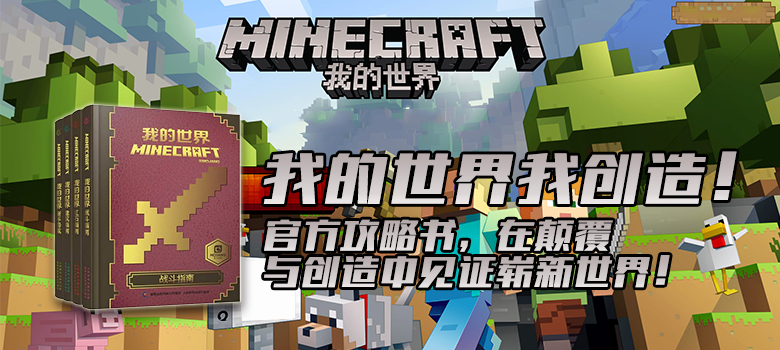 MINECRAFT
我的世界
我的世界
MINECRAFT
战斗指南
我的世界我创造！
官方攻略书，在颠覆
与创造中见证崭新世界！